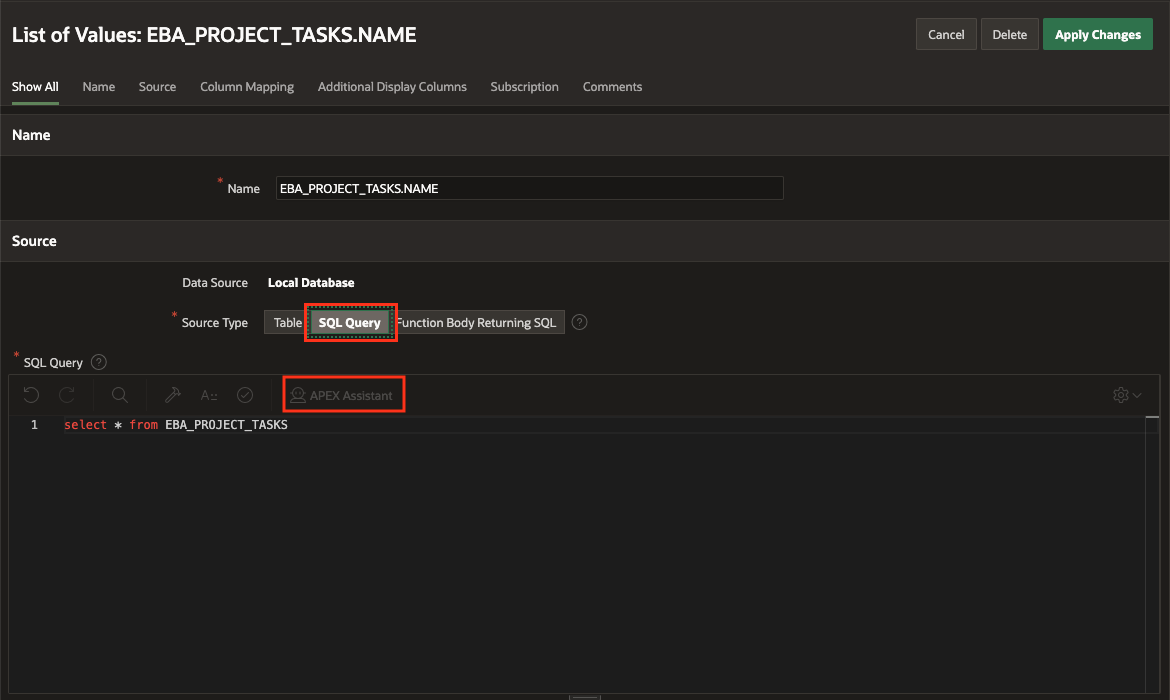 List of Values: EBA_PROJECT_TASKS.NAME
Cancel Delete Apply Changes
Show All Name Source Column Mapping Additional Display Columns Subscription Comments
Name
* Name EBA_PROJECT_TASKS.NAME
Source
Data Source Local Database
* Source Type Table SQL Query Function Body Returning SQL ?
* SQL Query ?
A:: APEX Assistant
1 select * from EBA_PROJECT_TASKS